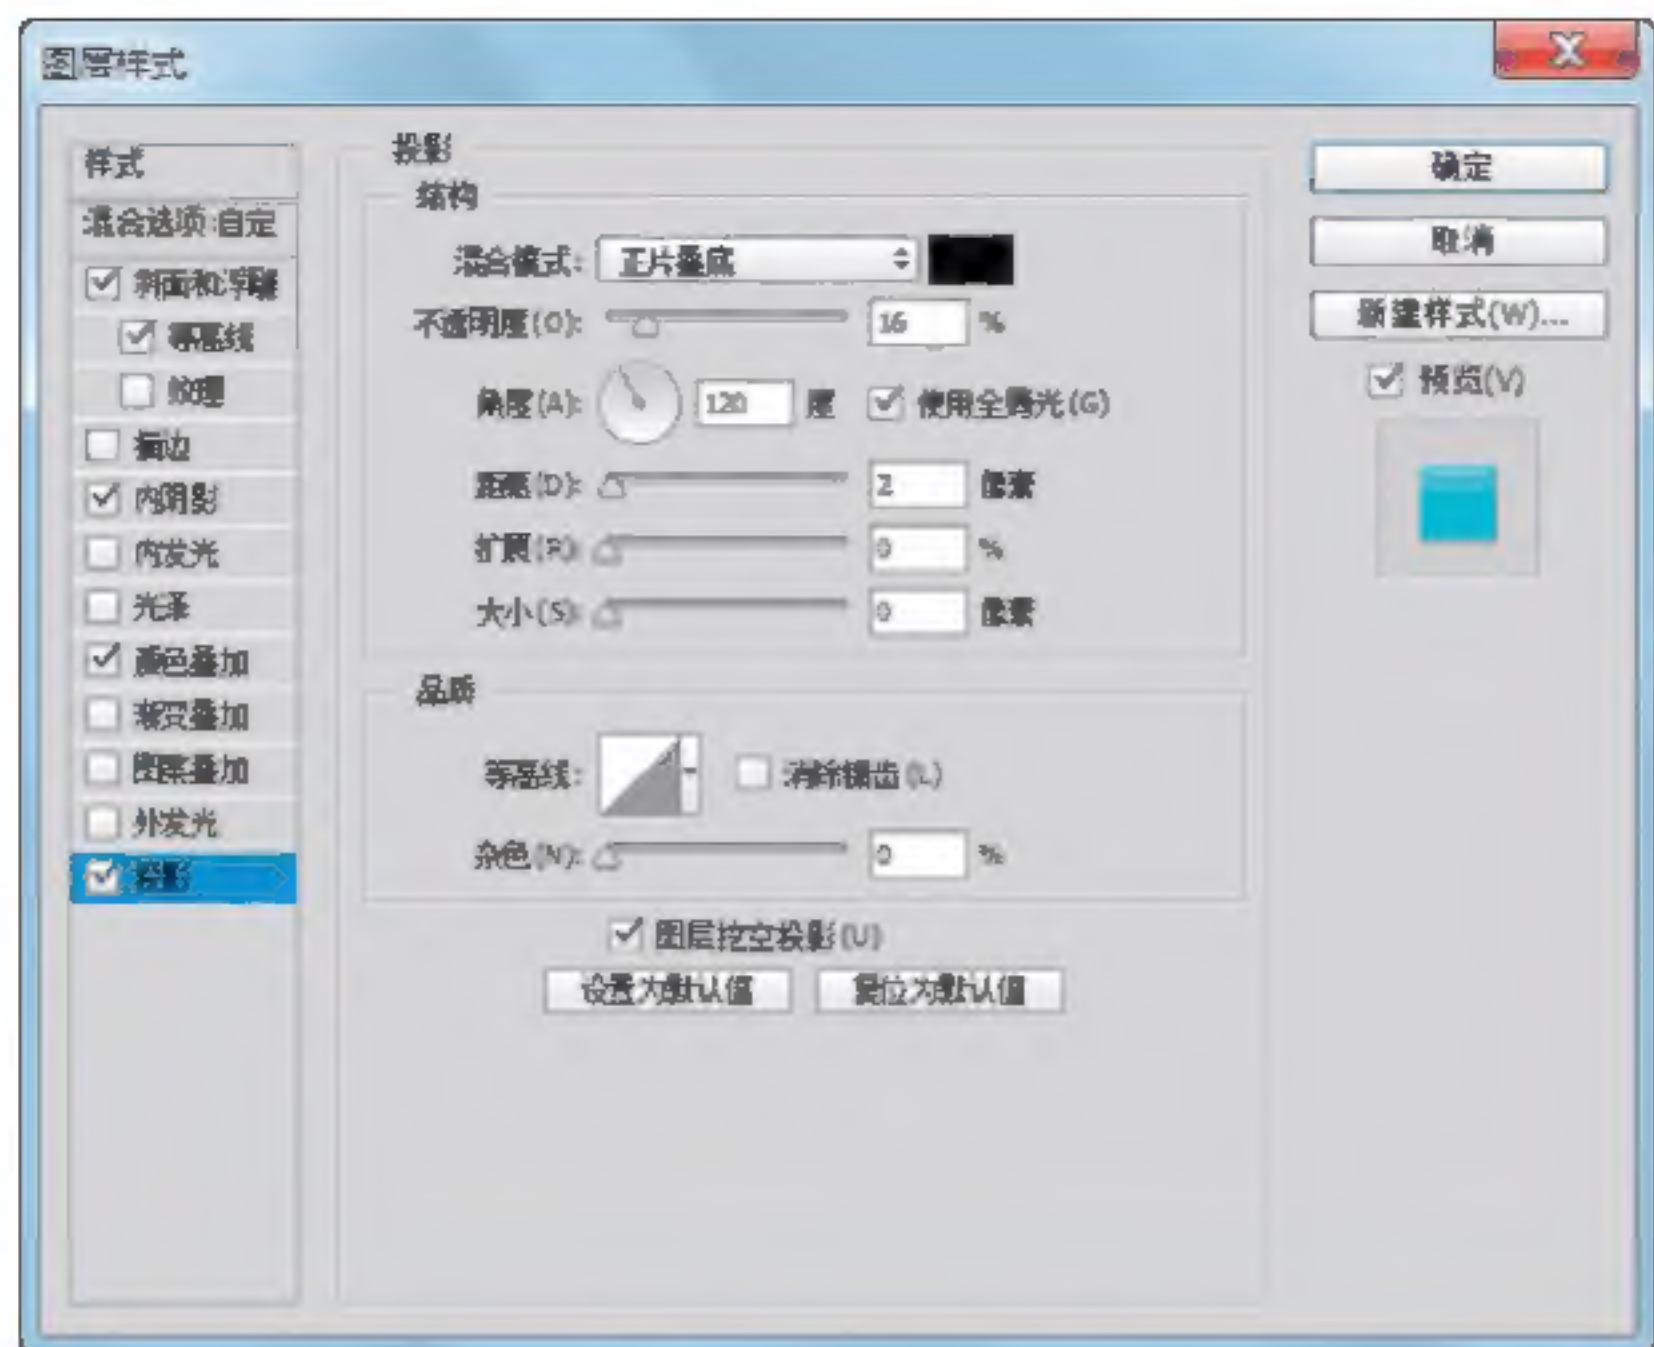 图层样式
样式
混合选项:自定
斜面和浮雕
等高线
纹理
描边
内阴影
内发光
光泽
颜色叠加
渐变叠加
图案叠加
外发光
投影
投影
结构
混合模式: 正片叠底
不透明度(O): 16 %
角度(A): 120 度 使用全局光(G)
距离(D): 2 像素
扩展(R): 0 %
大小(S): 0 像素
品质
等高线: 消除锯齿(L)
杂色(N): 0 %
图层挖空投影(U)
设置为默认值 复位为默认值
确定
取消
新建样式(W)...
预览(V)